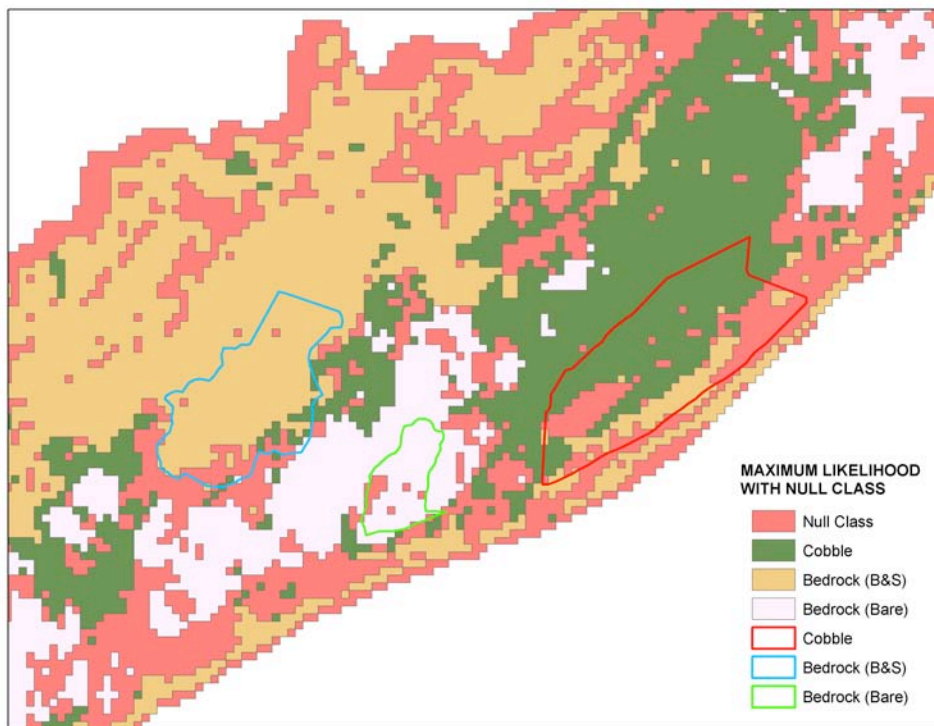 MAXIMUM LIKELIHOOD
WITH NULL CLASS
Null Class
Cobble
Bedrock (B&S)
Bedrock (Bare)
Cobble
Bedrock (B&S)
Bedrock (Bare)